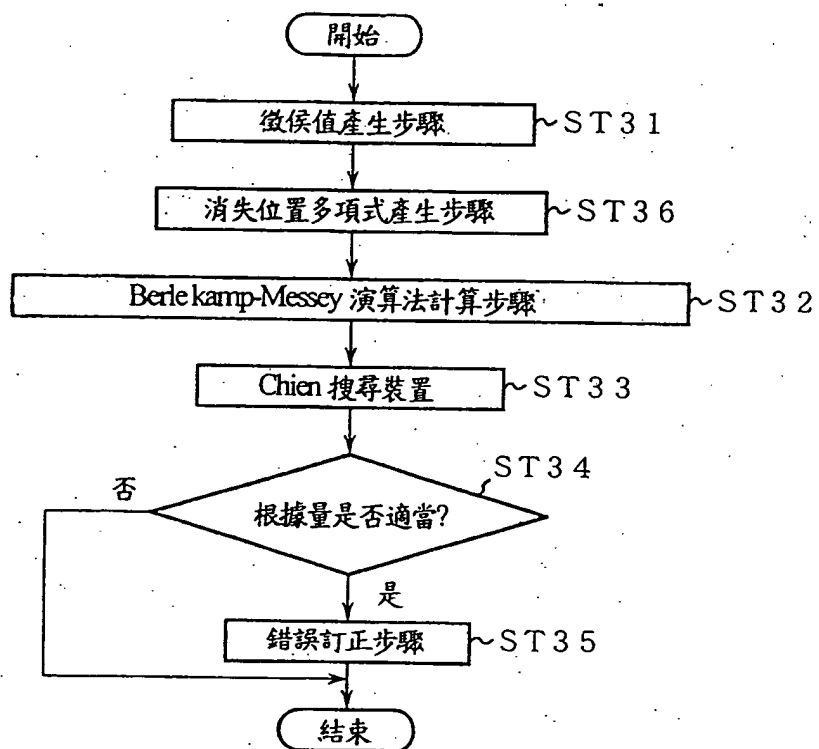 開始
徵侯值產生步驟 ~ST31
消失位置多項式產生步驟 ~ST36
Berlekamp-Messey 演算法計算步驟 ~ST32
Chien 搜尋裝置 ~ST33
ST34
否
根據量是否適當?
是
錯誤訂正步驟 ~ST35
結束